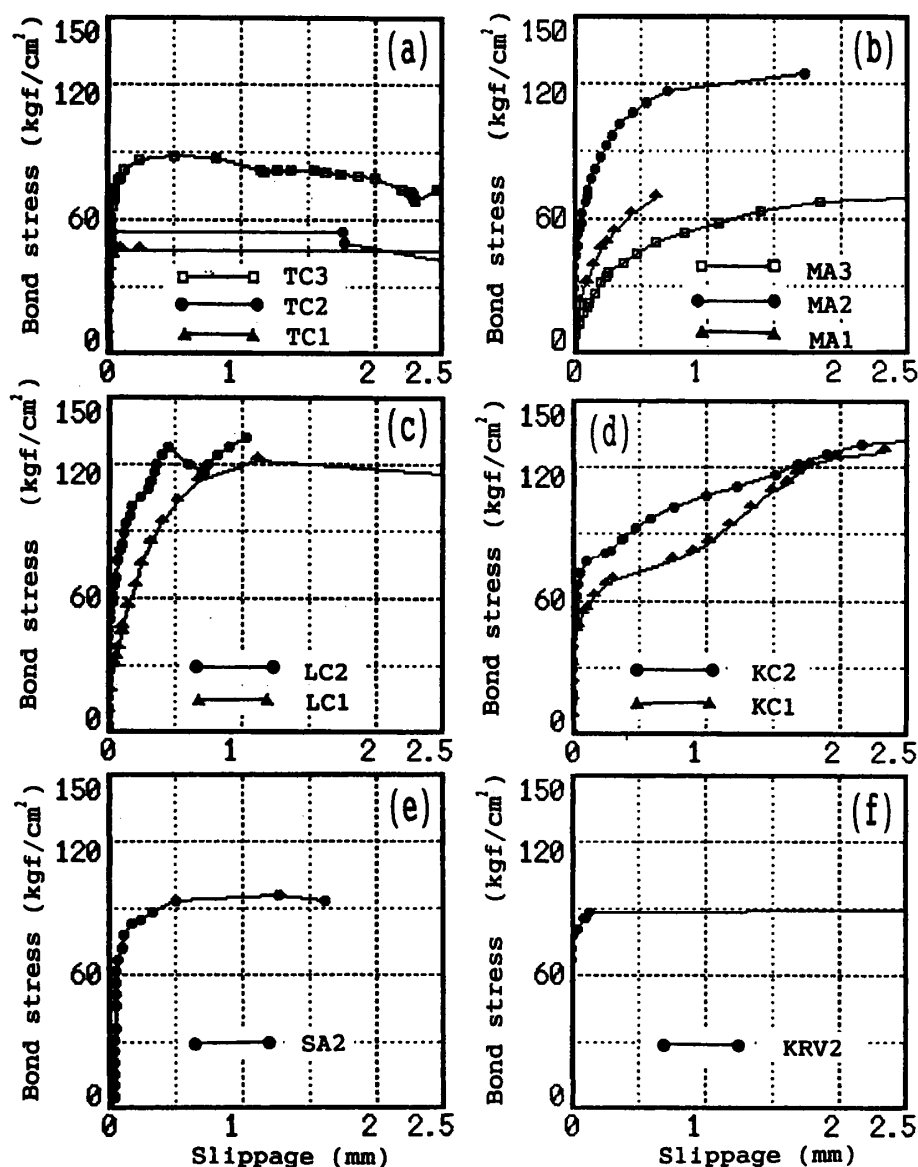 (a)
Bond stress (kgf/cm²)
150
120
60
0
TC3
TC2
TC1
0
1
2
2.5
(b)
Bond stress (kgf/cm²)
150
120
60
0
MA3
MA2
MA1
0
1
2
2.5
(c)
Bond stress (kgf/cm²)
150
120
60
0
LC2
LC1
0
1
2
2.5
(d)
Bond stress (kgf/cm²)
150
120
60
0
KC2
KC1
0
1
2
2.5
(e)
Bond stress (kgf/cm²)
150
120
60
0
SA2
0
1
2
2.5
Slippage (mm)
(f)
Bond stress (kgf/cm²)
150
120
60
0
KRV2
0
1
2
2.5
Slippage (mm)